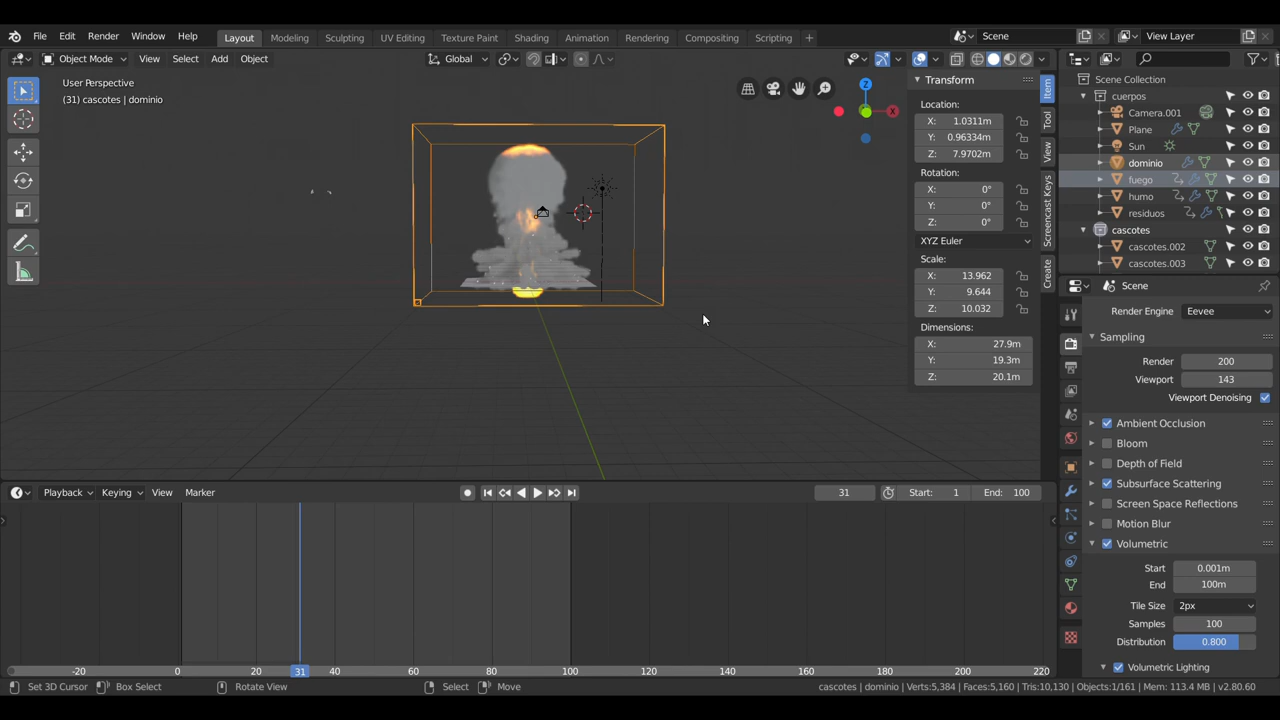 File Edit Render Window Help Layout Modeling Sculpting UV Editing Texture Paint Shading Animation Rendering Compositing Scripting + Scene View Layer
Object Mode View Select Add Object Global
User Perspective
(31) cascotes | dominio
Z
X
Transform
Location:
X: 1.0311m
Y: 0.96334m
Z: 7.9702m
Rotation:
X: 0°
Y: 0°
Z: 0°
XYZ Euler
Scale:
X: 13.962
Y: 9.644
Z: 10.032
Dimensions:
X: 27.9m
Y: 19.3m
Z: 20.1m
Item
Tool
View
Screencast Keys
Create
Scene Collection
cuerpos
Camera.001
Plane
Sun
dominio
fuego
humo
residuos
cascotes
cascotes.002
cascotes.003
Scene
Render Engine Eevee
Sampling
Render 200
Viewport 143
Viewport Denoising
Ambient Occlusion
Bloom
Depth of Field
Subsurface Scattering
Screen Space Reflections
Motion Blur
Volumetric
Start 0.001m
End 100m
Tile Size 2px
Samples 100
Distribution 0.800
Volumetric Lighting
Playback Keying View Marker 31 Start: 1 End: 100
-20 0 20 31 40 60 80 100 120 140 160 180 200 220
Set 3D Cursor Box Select Rotate View Select Move cascotes | dominio | Verts:5,384 | Faces:5,160 | Tris:10,130 | Objects:1/161 | Mem: 113.4 MB | v2.80.60